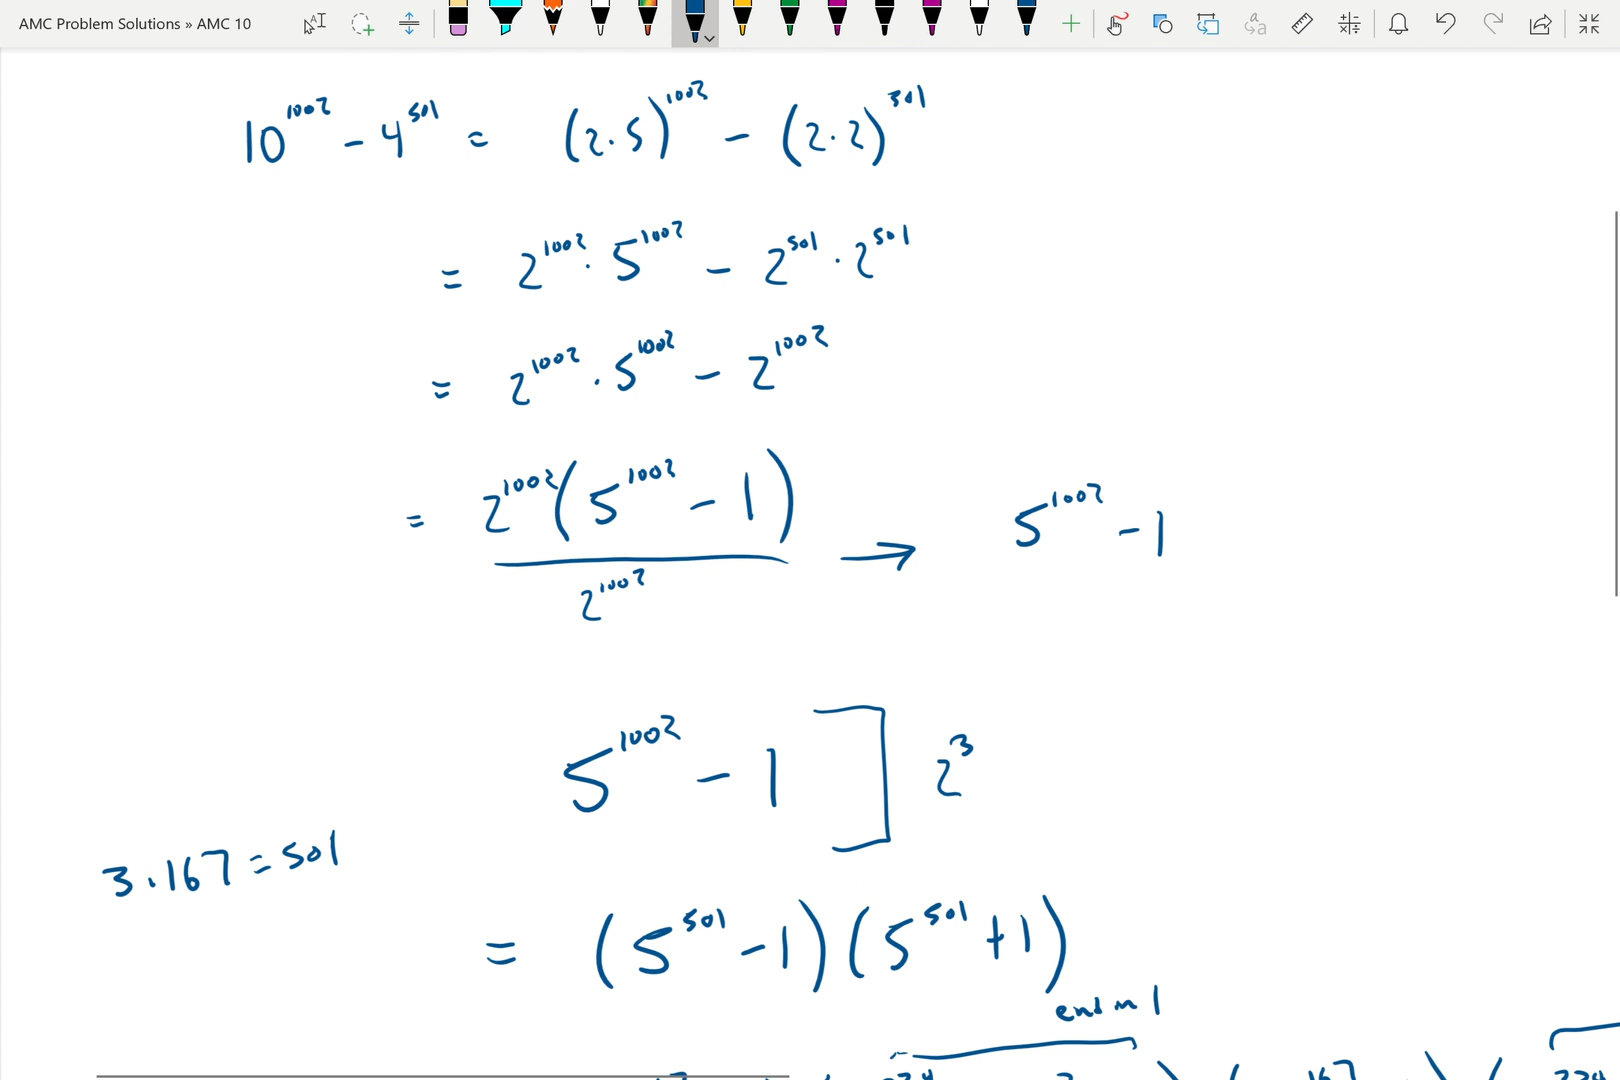 AMC Problem Solutions » AMC 10
10^1002 - 4^501 = (2·5)^1002 - (2·2)^501
= 2^1002 · 5^1002 - 2^501 · 2^501
= 2^1002 · 5^1002 - 2^1002
= 2^1002 (5^1002 - 1) / 2^1002 → 5^1002 - 1
5^1002 - 1 ] 2^3
3·167 = 501
= (5^501 - 1)(5^501 + 1)
end in 1